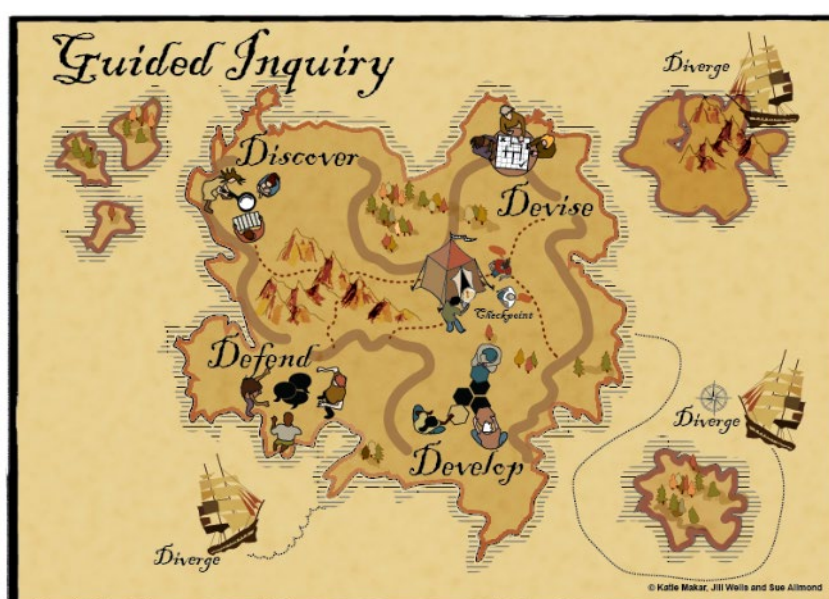 Guided Inquiry
Diverge
Discover
Devise
Checkpoint
Defend
Diverge
Develop
Diverge
© Katie Makar, Jill Wells and Sue Allmond